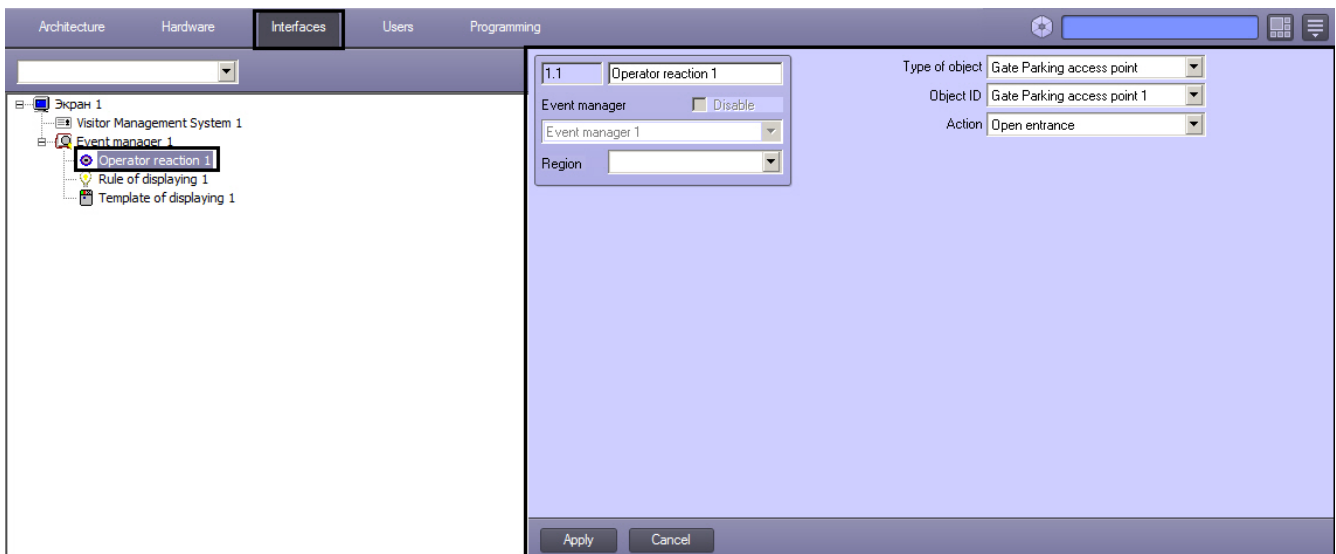 Architecture Hardware Interfaces Users Programming
Экран 1
Visitor Management System 1
Event manager 1
Operator reaction 1
Rule of displaying 1
Template of displaying 1
1.1 Operator reaction 1
Event manager Disable
Event manager 1
Region
Type of object Gate Parking access point
Object ID Gate Parking access point 1
Action Open entrance
Apply Cancel